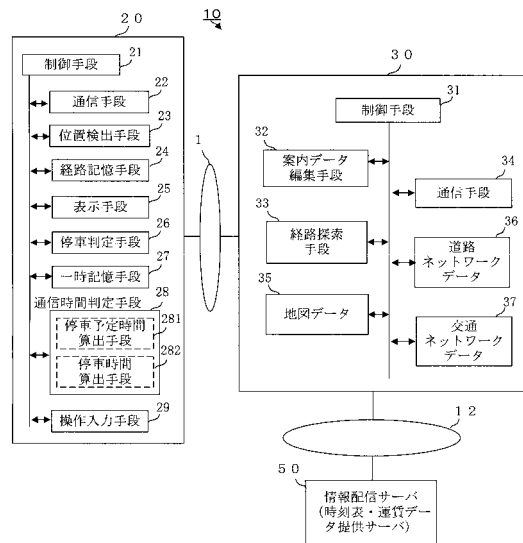 10
20
制御手段
21
通信手段
22
位置検出手段
23
経路記憶手段
24
表示手段
25
停車判定手段
26
一時記憶手段
27
通信時間判定手段
28
停車予定時間
算出手段
281
停車時間
算出手段
282
操作入力手段
29
1
30
制御手段
31
案内データ
編集手段
32
経路探索
手段
33
通信手段
34
地図データ
35
道路
ネットワーク
データ
36
交通
ネットワーク
データ
37
12
50
情報配信サーバ
(時刻表・運賃データ
提供サーバ)